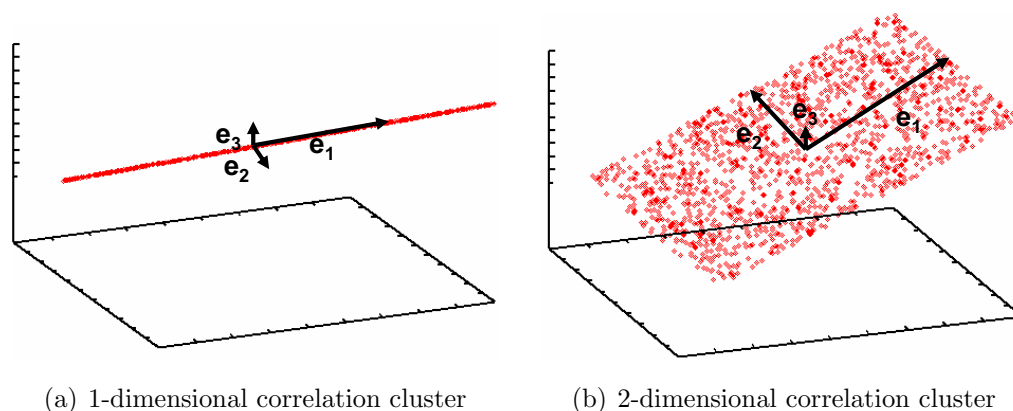 e3
e1
e2
e3
e2
e1
(a) 1-dimensional correlation cluster
(b) 2-dimensional correlation cluster